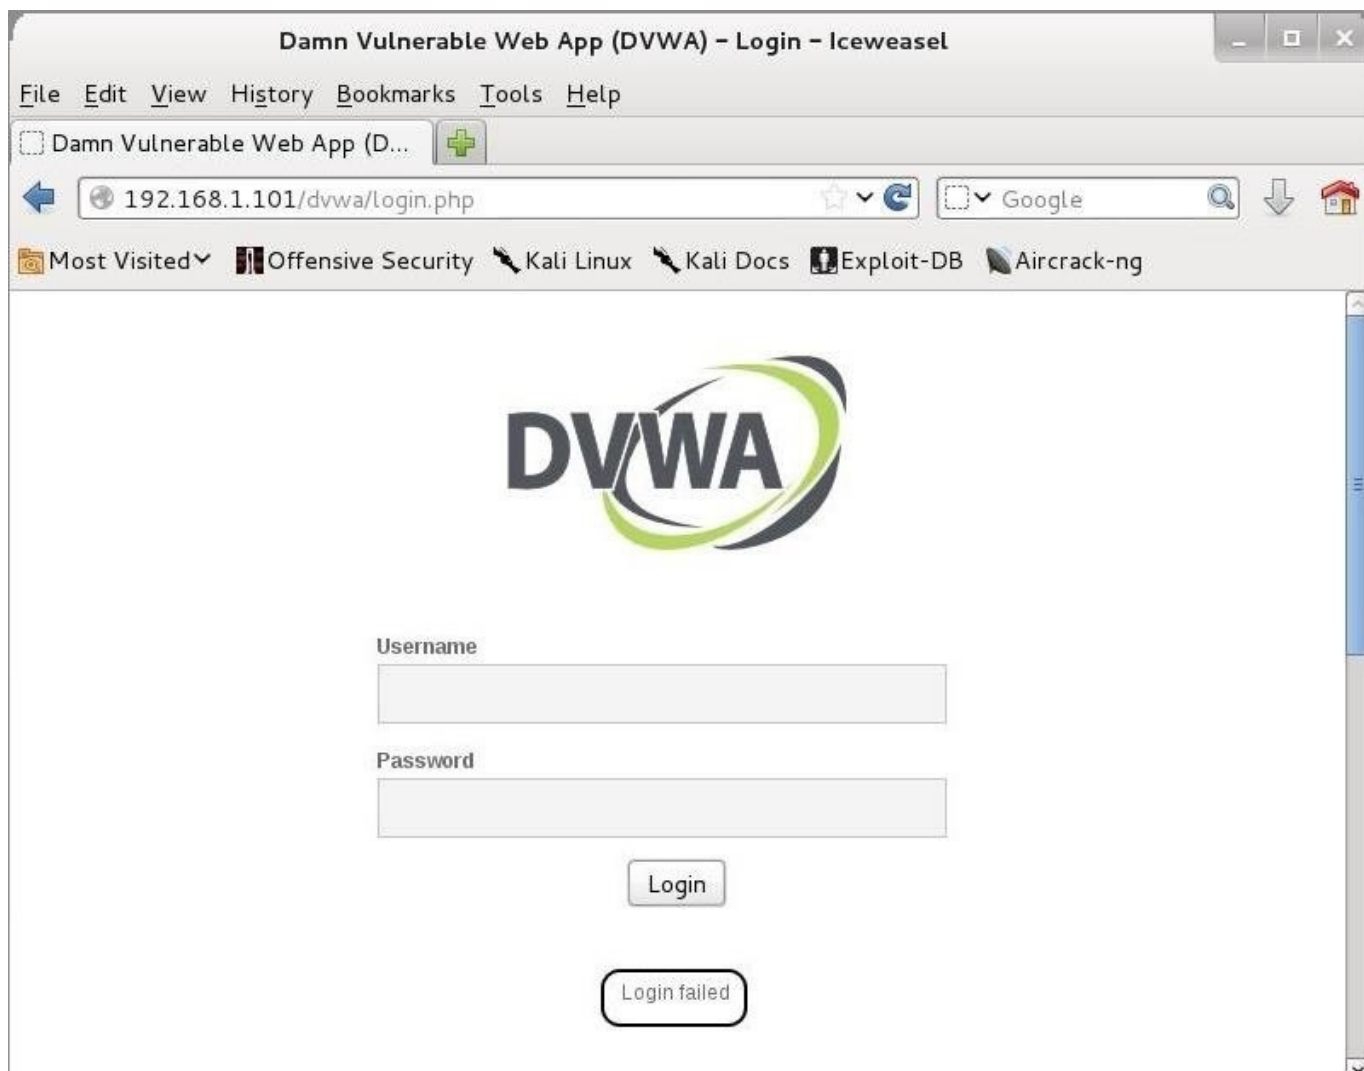 Damn Vulnerable Web App (DVWA) – Login – Iceweasel
File Edit View History Bookmarks Tools Help
Damn Vulnerable Web App (D...
192.168.1.101/dvwa/login.php Google
Most Visited Offensive Security Kali Linux Kali Docs Exploit-DB Aircrack-ng
DVWA
Username
Password
Login
Login failed